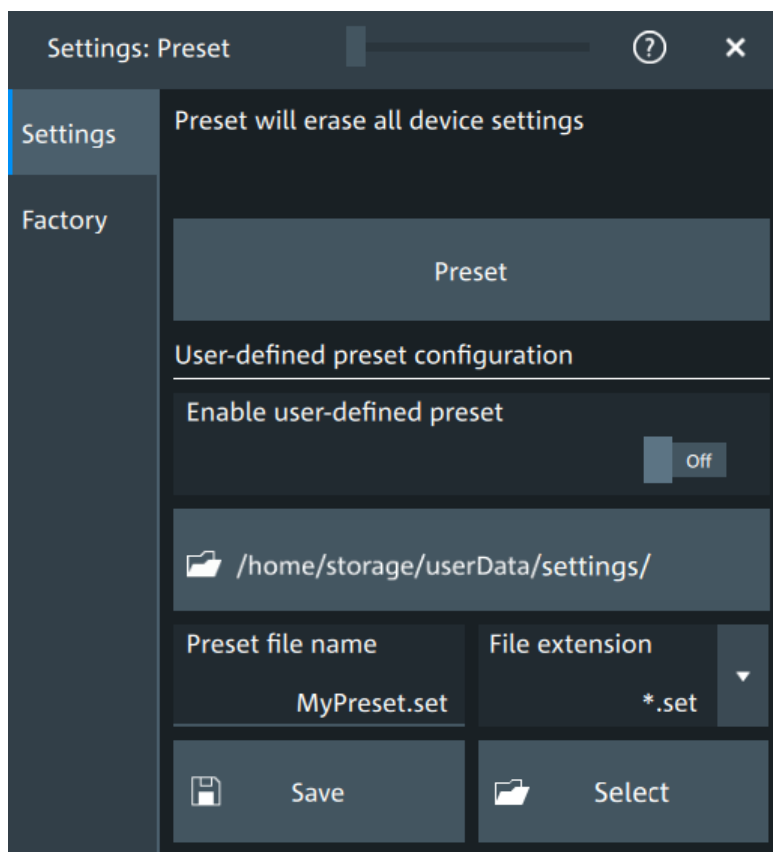 Settings: Preset
?
Settings
Preset will erase all device settings
Factory
Preset
User-defined preset configuration
Enable user-defined preset
Off
/home/storage/userData/settings/
Preset file name
File extension
MyPreset.set
*.set
Save
Select